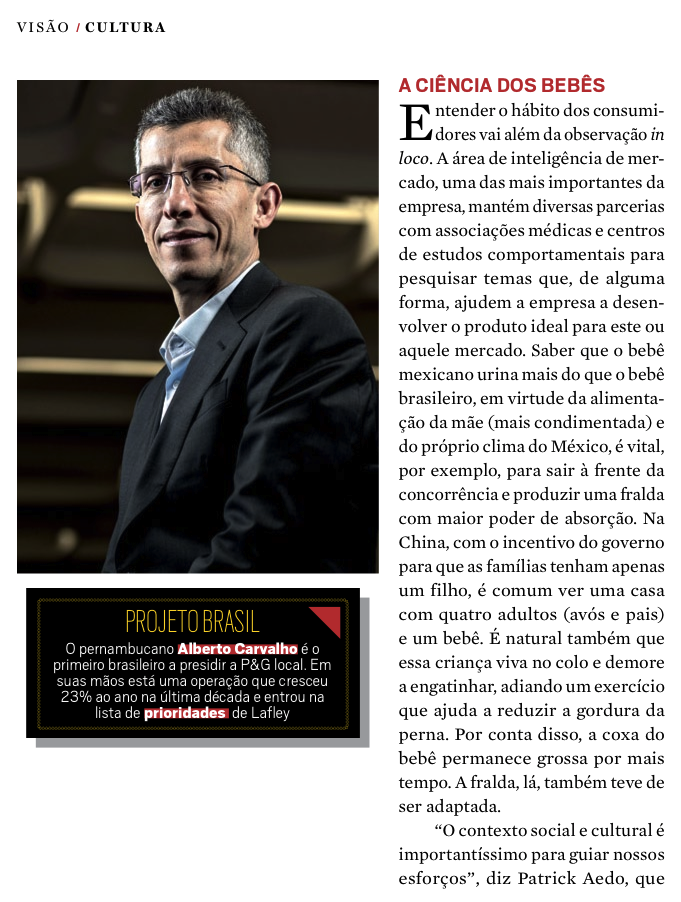 VISÃO / CULTURA
PROJETO BRASIL
O pernambucano Alberto Carvalho é o
primeiro brasileiro a presidir a P&G local. Em
suas mãos está uma operação que cresceu
23% ao ano na última década e entrou na
lista de prioridades de Lafley
A CIÊNCIA DOS BEBÊS
Entender o hábito dos consumi-
dores vai além da observação in
loco. A área de inteligência de mer-
cado, uma das mais importantes da
empresa, mantém diversas parcerias
com associações médicas e centros
de estudos comportamentais para
pesquisar temas que, de alguma
forma, ajudem a empresa a desen-
volver o produto ideal para este ou
aquele mercado. Saber que o bebê
mexicano urina mais do que o bebê
brasileiro, em virtude da alimenta-
ção da mãe (mais condimentada) e
do próprio clima do México, é vital,
por exemplo, para sair à frente da
concorrência e produzir uma fralda
com maior poder de absorção. Na
China, com o incentivo do governo
para que as famílias tenham apenas
um filho, é comum ver uma casa
com quatro adultos (avós e pais)
e um bebê. É natural também que
essa criança viva no colo e demore
a engatinhar, adiando um exercício
que ajuda a reduzir a gordura da
perna. Por conta disso, a coxa do
bebê permanece grossa por mais
tempo. A fralda, lá, também teve de
ser adaptada.
“O contexto social e cultural é
importantíssimo para guiar nossos
esforços”, diz Patrick Aedo, que